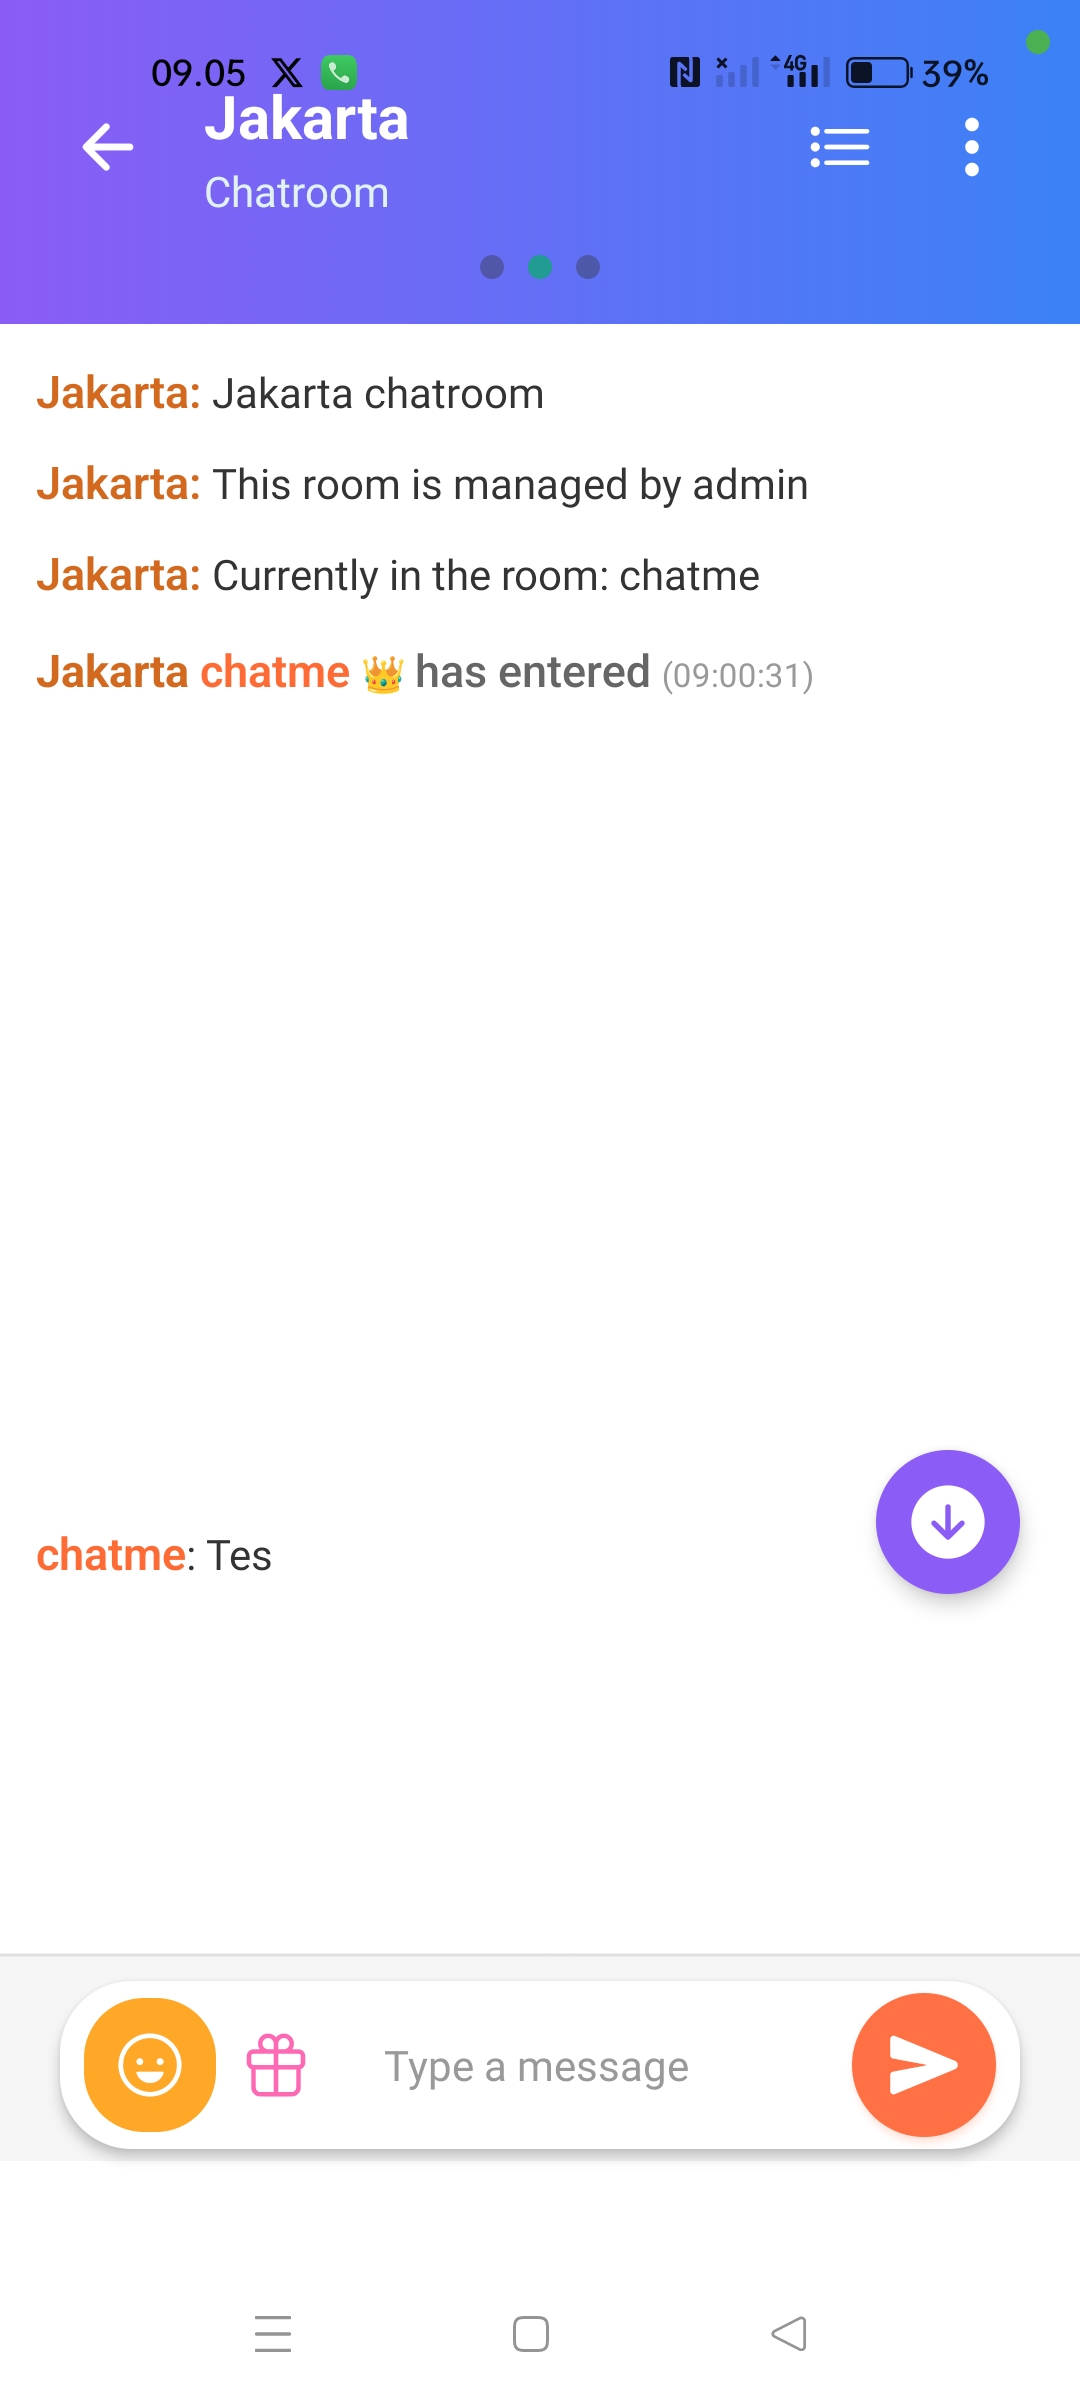 09.05 4G 39%
Jakarta
Chatroom
Jakarta: Jakarta chatroom
Jakarta: This room is managed by admin
Jakarta: Currently in the room: chatme
Jakarta chatme 👑 has entered (09:00:31)
chatme: Tes
Type a message